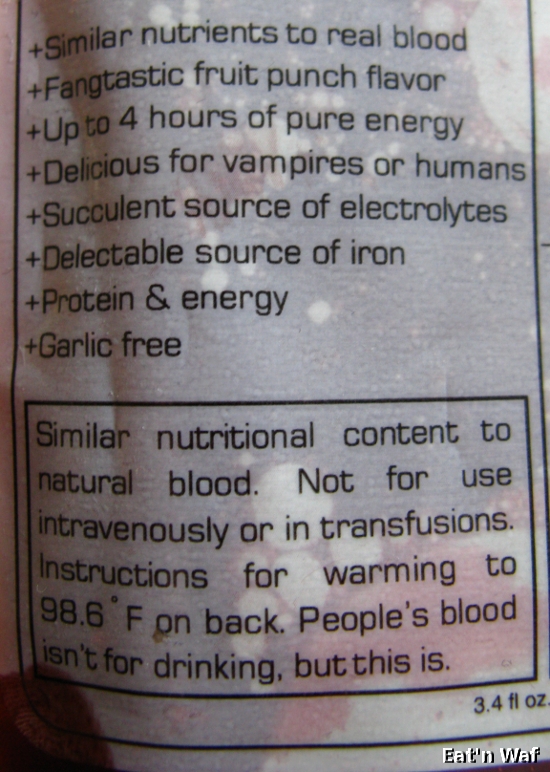 +Similar nutrients to real blood
+Fangtastic fruit punch flavor
+Up to 4 hours of pure energy
+Delicious for vampires or humans
+Succulent source of electrolytes
+Delectable source of iron
+Protein & energy
+Garlic free
Similar nutritional content to
natural blood. Not for use
intravenously or in transfusions.
Instructions for warming to
98.6°F on back. People's blood
isn't for drinking, but this is.
3.4 fl oz.
Eat'n Waf